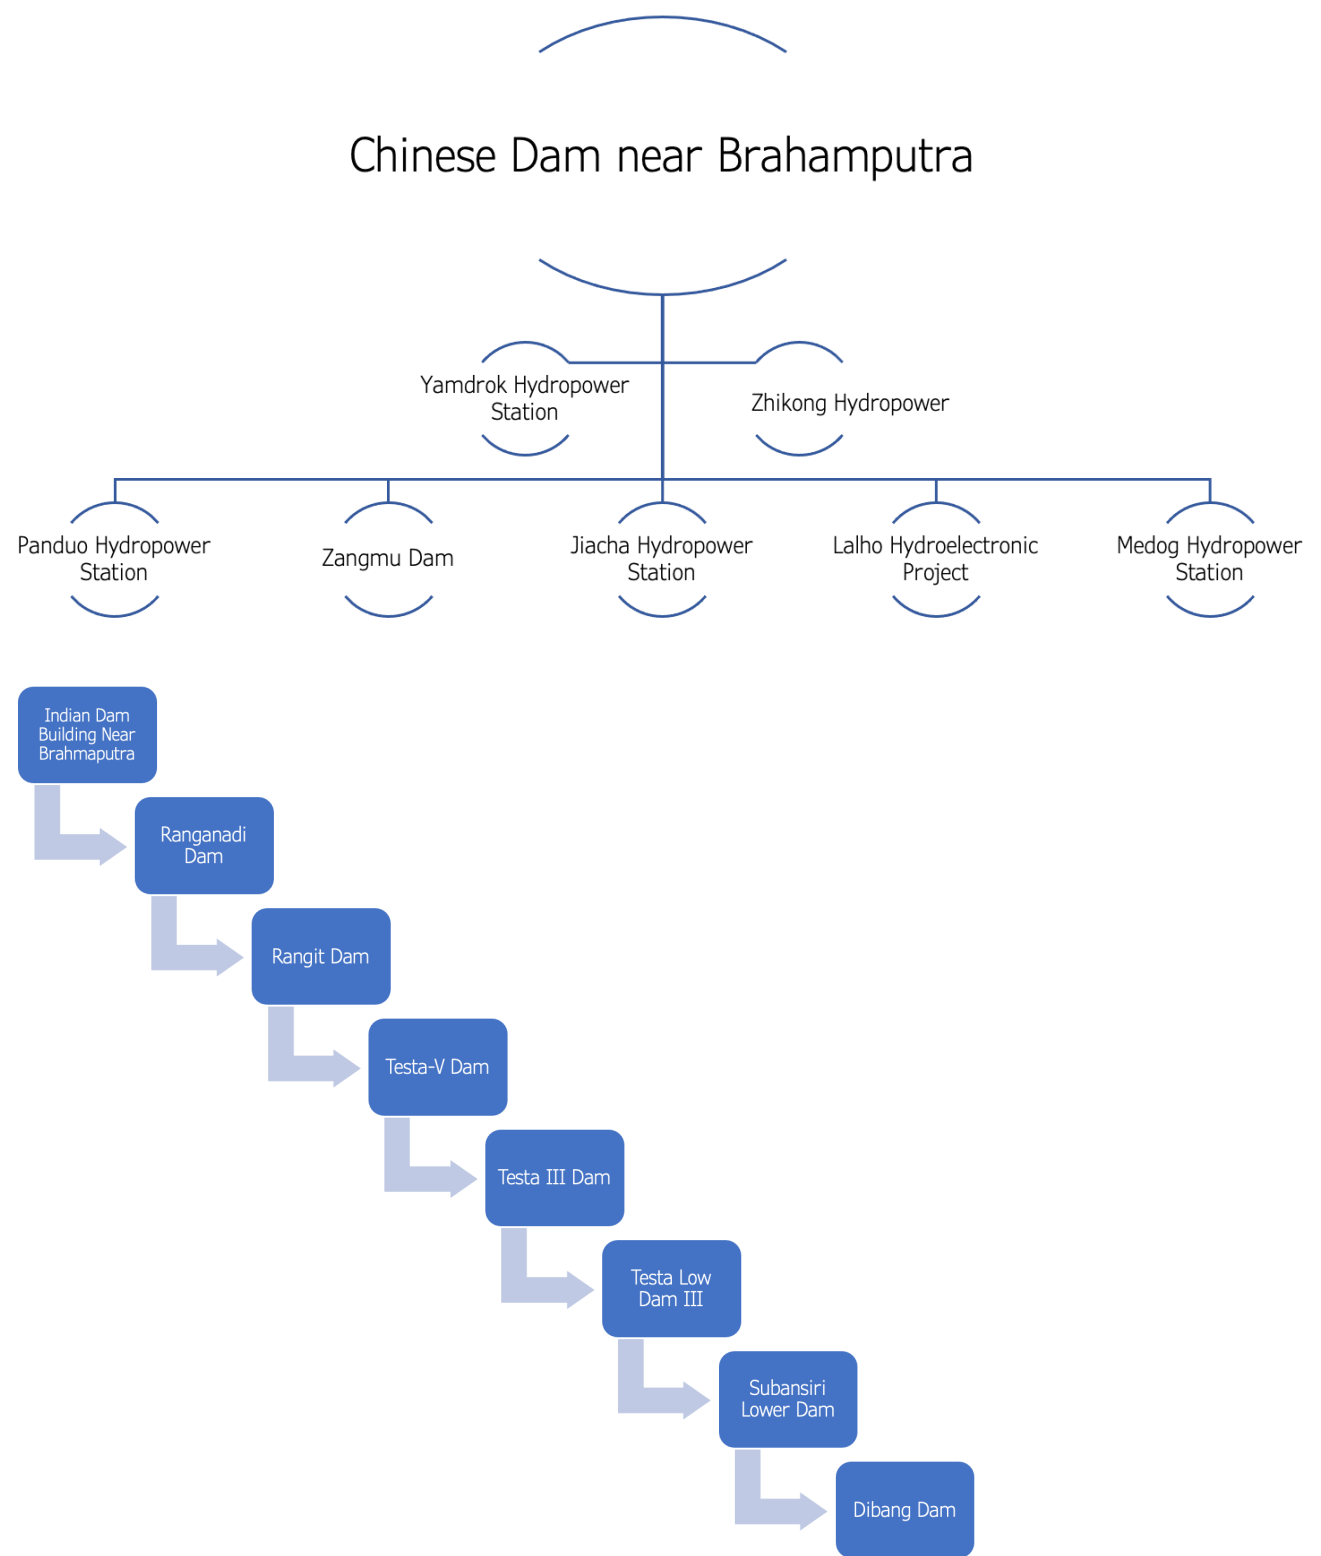 Chinese Dam near Brahamputra
Yamdrok Hydropower
Station
Zhikong Hydropower
Panduo Hydropower
Station
Zangmu Dam
Jiacha Hydropower
Station
Lalho Hydroelectronic
Project
Medog Hydropower
Station
Indian Dam
Building Near
Brahmaputra
Ranganadi
Dam
Rangit Dam
Testa-V Dam
Testa III Dam
Testa Low
Dam III
Subansiri
Lower Dam
Dibang Dam